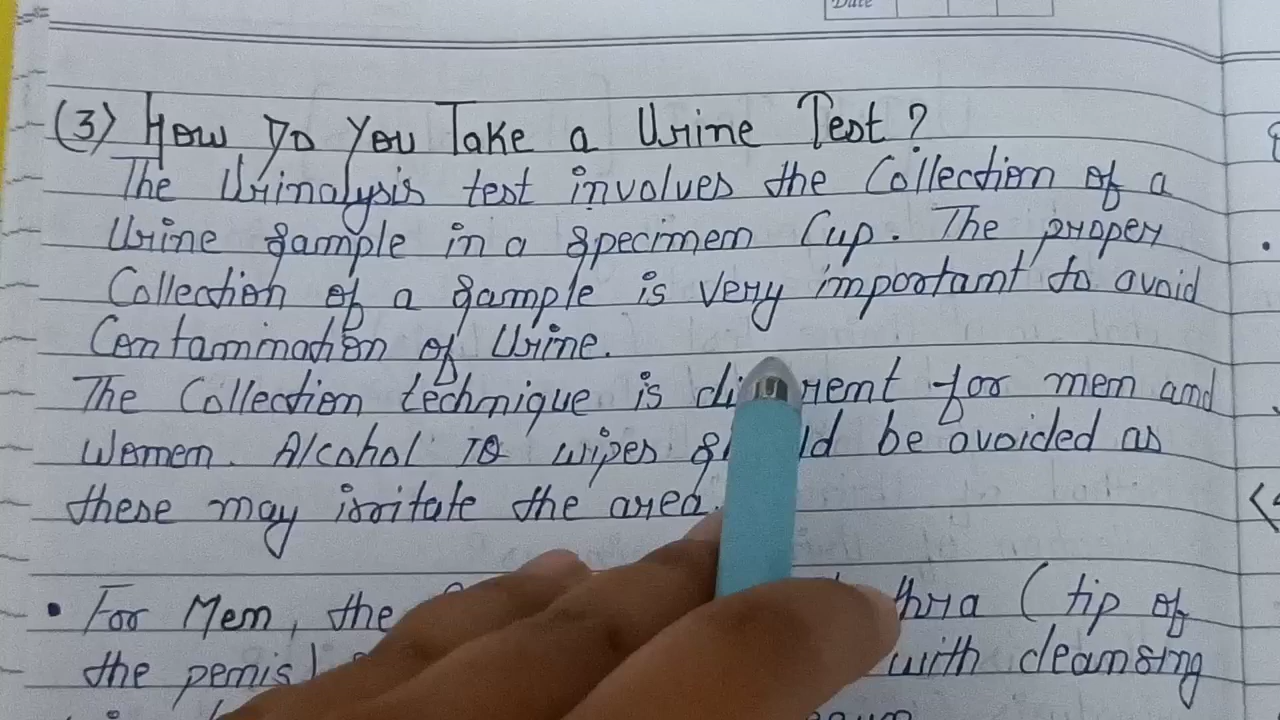 Date
(3) How Do You Take a Urine Test?
The Urinalysis test involves the Collection of a
Urine sample in a specimen Cup. The proper
Collection of a sample is very important to avoid
Contamination of Urine.
The Collection technique is for men and
Women. Alcohol wipes be avoided as
these may irritate the area.
• For Men, the (tip of
the penis) with cleansing